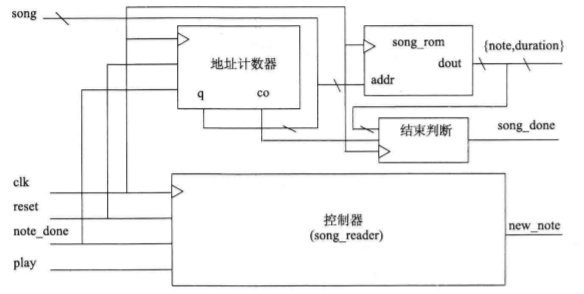 song
地址计数器
q
co
song_rom
dout
addr
{note,duration}
结束判断
song_done
clk
reset
note_done
play
控制器
(song_reader)
new_note